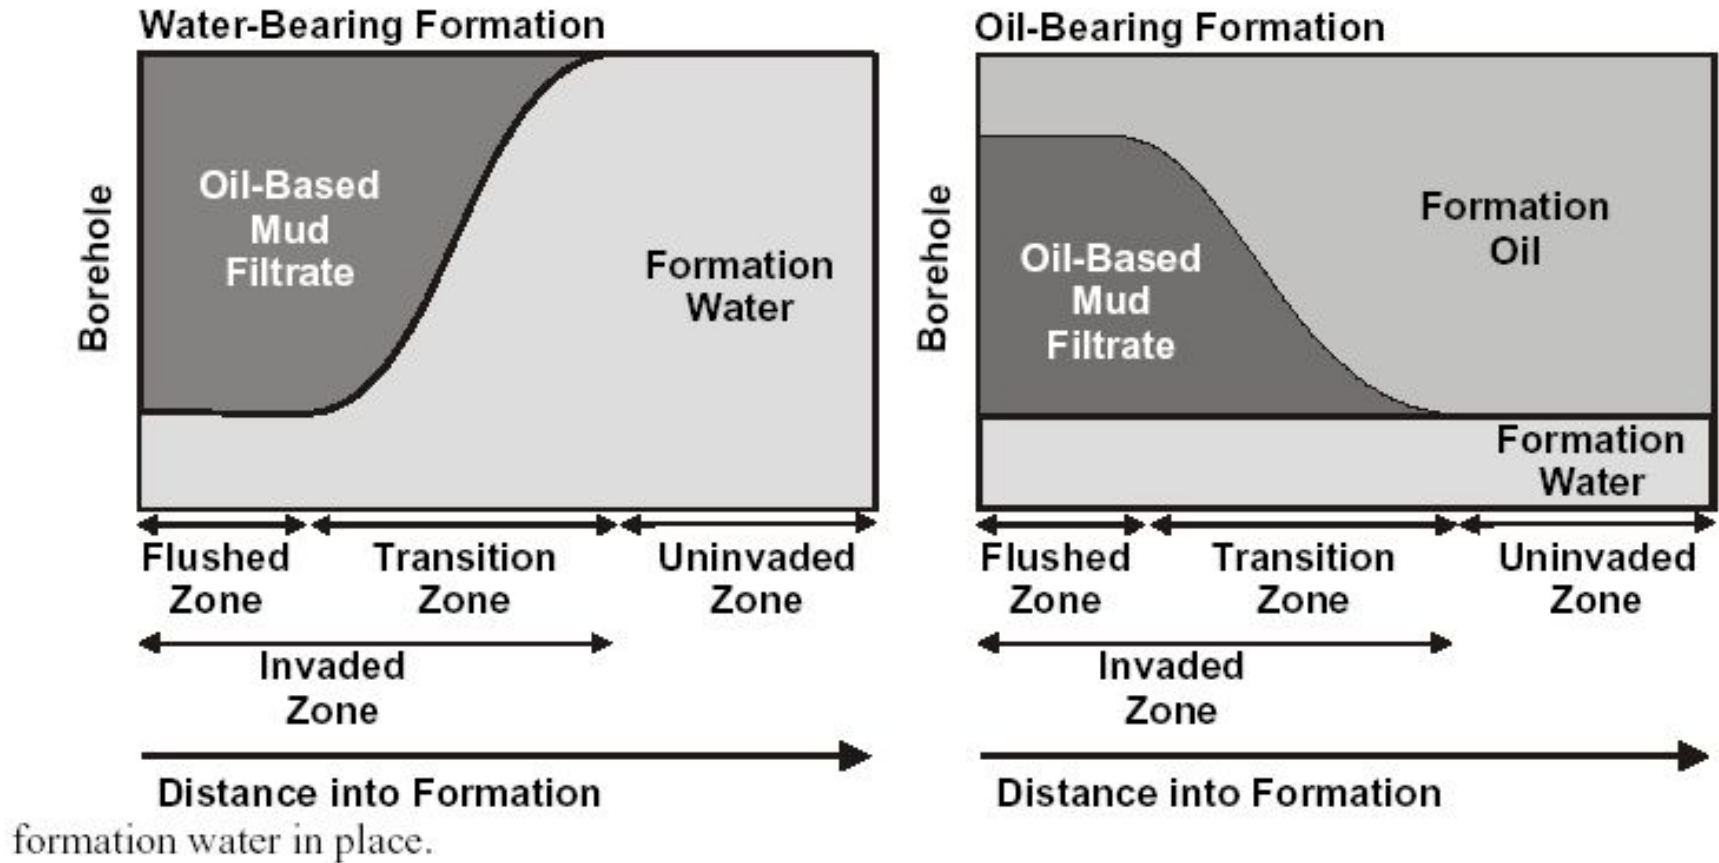 Water-Bearing Formation
Borehole
Oil-Based
Mud
Filtrate
Formation
Water
Flushed
Zone
Transition
Zone
Uninvaded
Zone
Invaded
Zone
Distance into Formation
Oil-Bearing Formation
Borehole
Oil-Based
Mud
Filtrate
Formation
Oil
Formation
Water
Flushed
Zone
Transition
Zone
Uninvaded
Zone
Invaded
Zone
Distance into Formation
formation water in place.